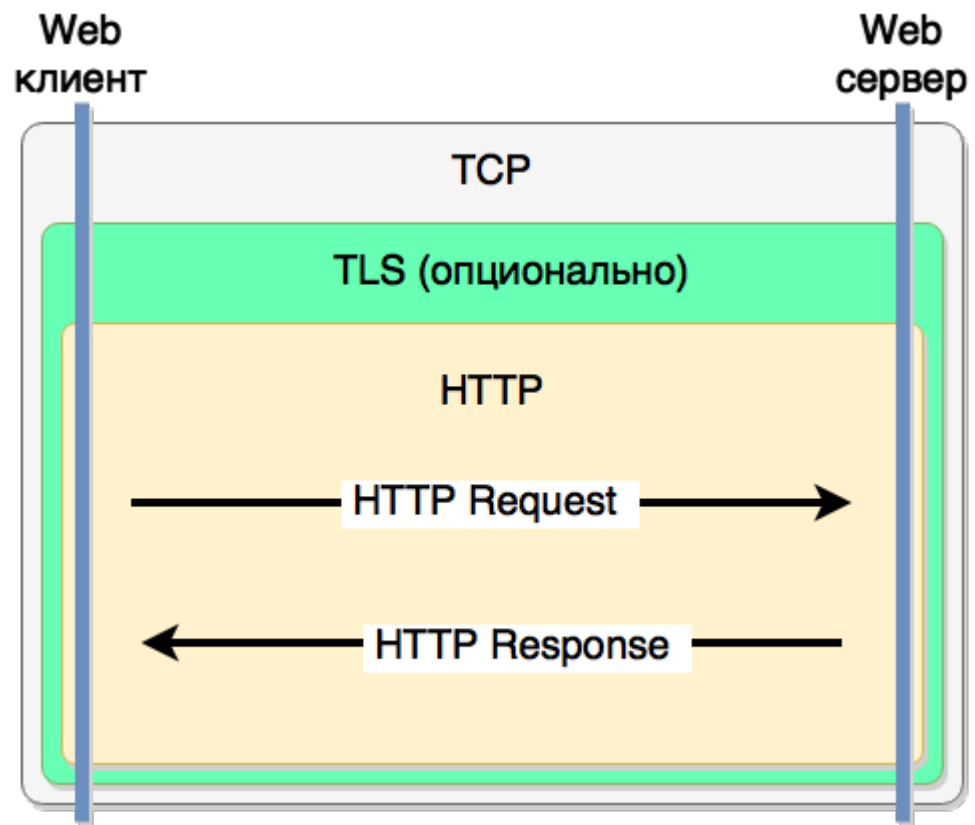 Web
клиент
Web
сервер
TCP
TLS (опционально)
HTTP
HTTP Request
HTTP Response